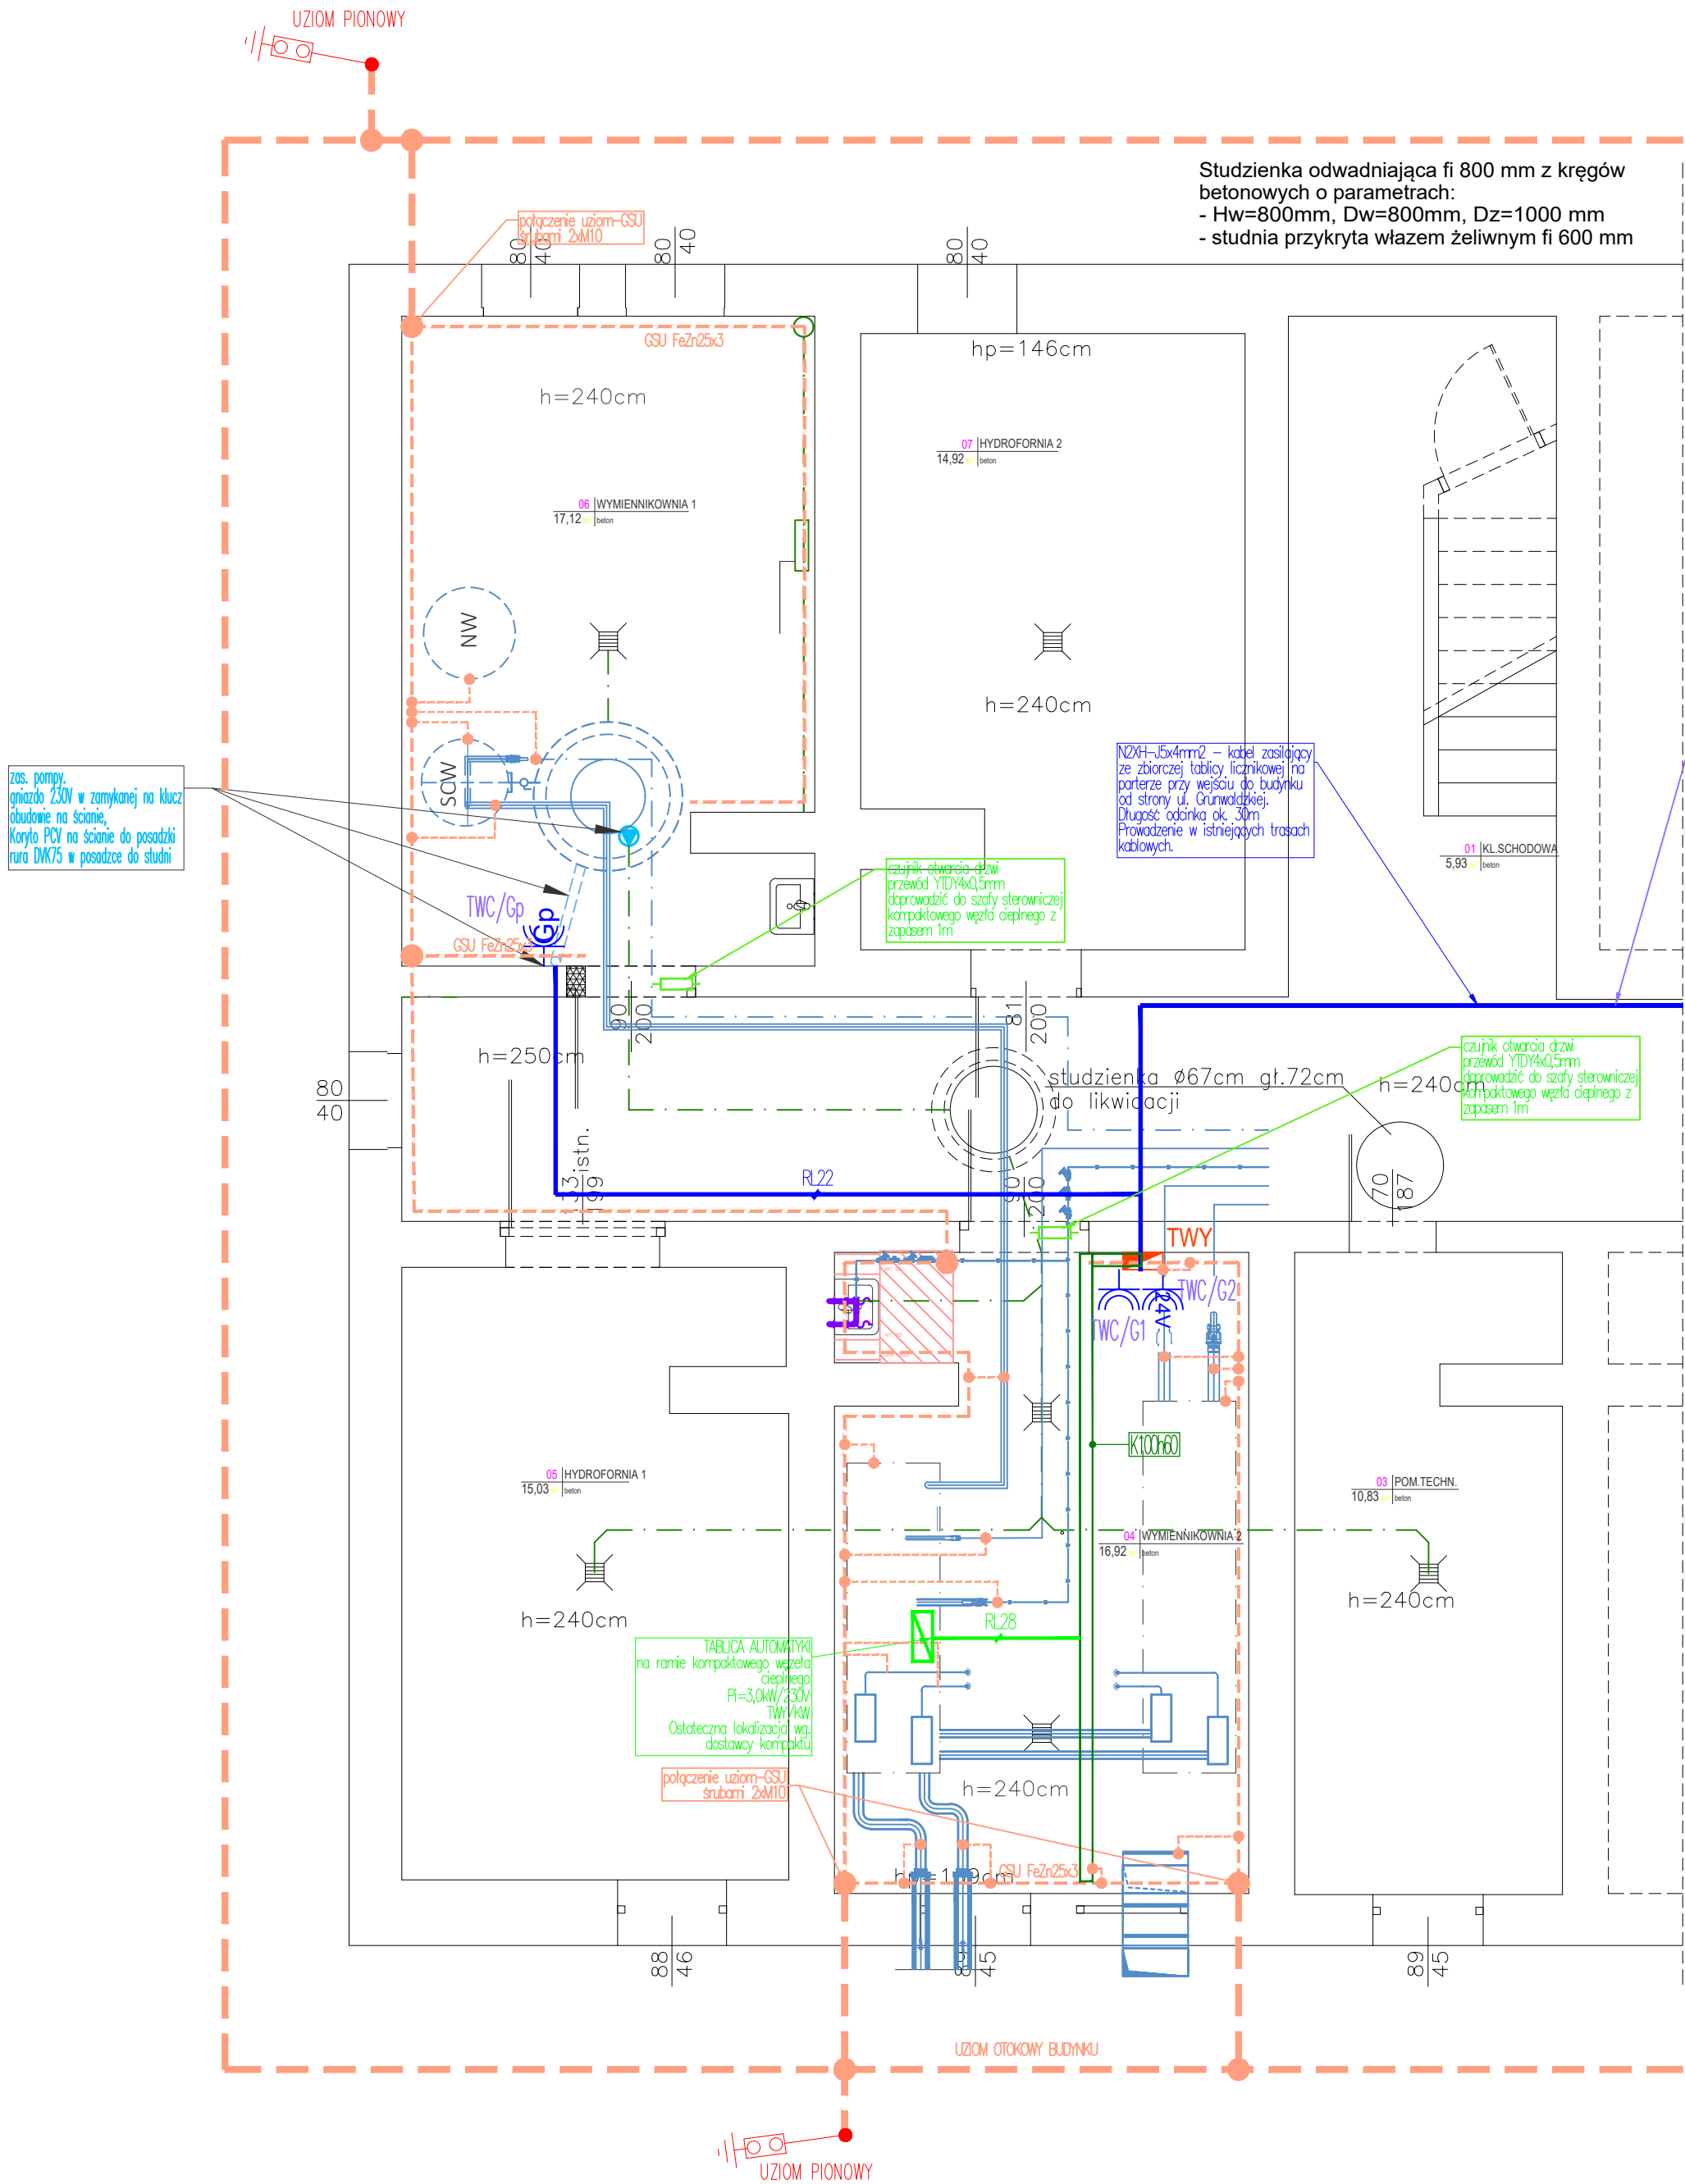 UZIOM PIONOWY
Studzienka odwadniająca fi 800 mm z kręgów
betonowych o parametrach:
- Hw=800mm, Dw=800mm, Dz=1000 mm
- studnia przykryta włazem żeliwnym fi 600 mm
połączenie uziom-GSU
śrubami 2xM10
80
40
80
40
80
40
GSU FeZn25x3
hp=146cm
h=240cm
07 HYDROFORNIA 2
14,92 beton
06 WYMIENNIKOWNIA 1
17,12 beton
NW
h=240cm
N2XH-J5x4mm2 – kabel zasilający
ze zbiorczej tablicy licznikowej na
parterze przy wejściu do budynku
od strony ul. Grunwaldzkiej.
Długość odcinka ok. 30m
Prowadzenie w istniejących trasach
kablowych.
zas. pompy.
gniazdo 230V w zamykanej na klucz
obudowie na ścianie,
Koryto PCV na ścianie do posadzki
rura DVK75 w posadzce do studni
SCW
01 KL.SCHODOWA
5,93 beton
czujnik otwarcia drzwi
przewód YTDY4x0,5mm
doprowadzić do szafy sterowniczej
kompaktowego węzła cieplnego z
zapasem 1m
TWC/Gp
Gp
GSU FeZn25x3
90
200
81
200
h=250cm
czujnik otwarcia drzwi
przewód YTDY4x0,5mm
doprowadzić do szafy sterowniczej
kompaktowego węzła cieplnego z
zapasem 1m
studzienka ø67cm gł.72cm
do likwidacji
h=240cm
80
40
istn.
199
RL22
90
200
70
187
TWY
TWC/G2
24V
TWC/G1
K100h60
05 HYDROFORNIA 1
15,03 beton
03 POM.TECHN.
10,83 beton
04 WYMIENNIKOWNIA 2
16,92 beton
h=240cm
h=240cm
RL28
TABLICA AUTOMATYKI
na ramie kompaktowego węzeła
cieplnego
Pi=3,0kW/230V
TWY/KW
Ostateczna lokalizacja wg.
dostawcy kompaktu
połączenie uziom-GSU
śrubami 2xM10
h=240cm
GSU FeZn25x3
88
46
45
89
45
UZIOM OTOKOWY BUDYNKU
UZIOM PIONOWY